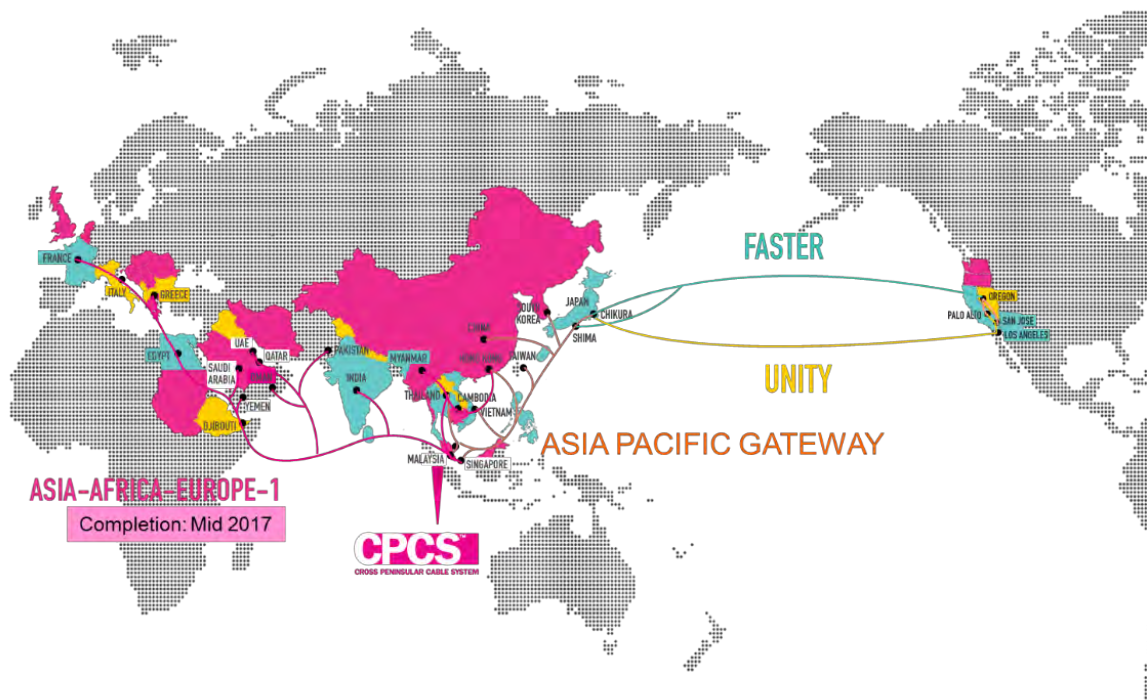 FASTER
FRANCE
ITALY
GREECE
SOUTH
KOREA
JAPAN
CHIKURA
SHIMA
OREGON
PALO ALTO
SAN JOSE
LOS ANGELES
CHINA
UAE
QATAR
PAKISTAN
EGYPT
SAUDI
ARABIA
OMAN
INDIA
MYANMAR
HONG KONG
TAIWAN
UNITY
THAILAND
CAMBODIA
VIETNAM
YEMEN
DJIBOUTI
ASIA PACIFIC GATEWAY
MALAYSIA
SINGAPORE
ASIA-AFRICA-EUROPE-1
Completion: Mid 2017
CPCS™
CROSS PENINSULAR CABLE SYSTEM